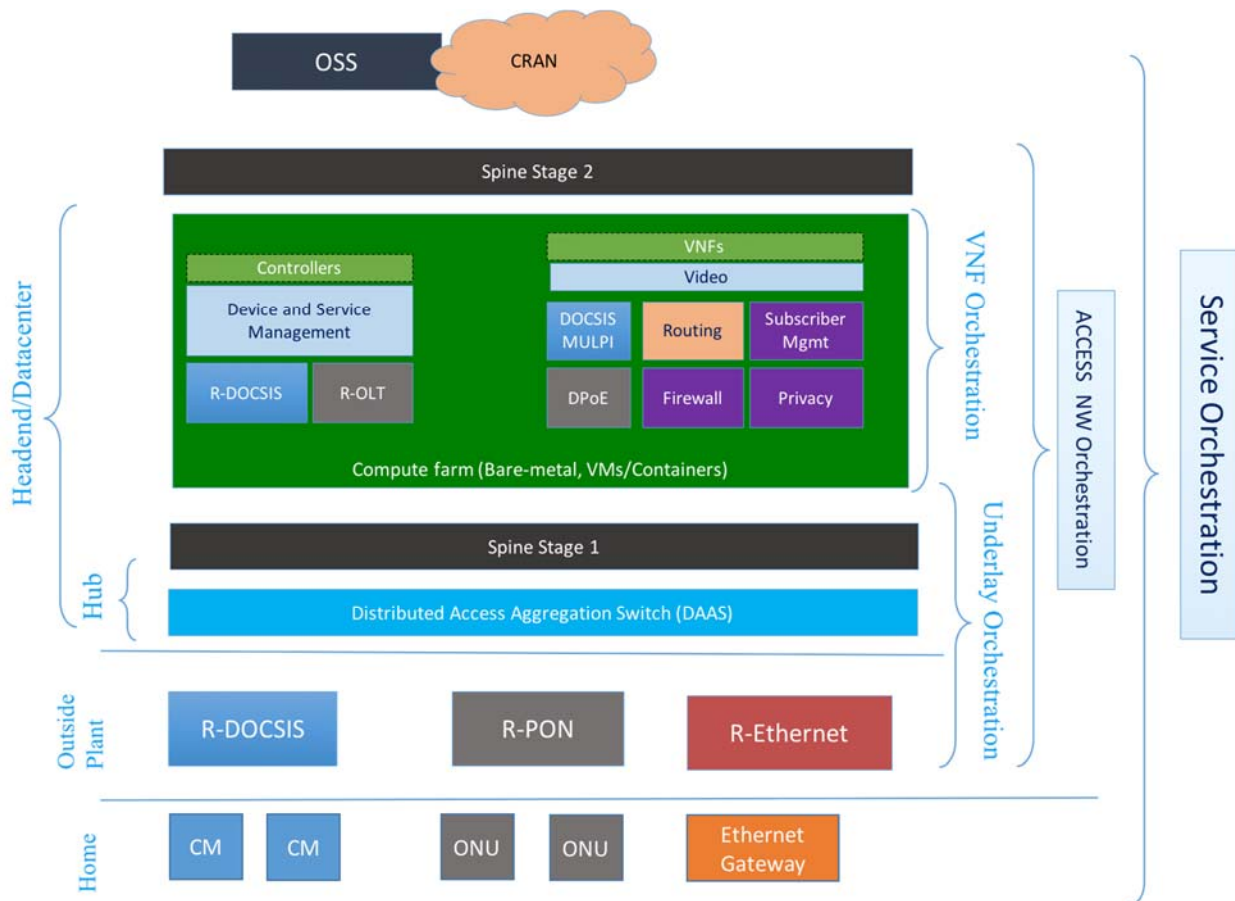 OSS
CRAN
Spine Stage 2
Controllers
Device and Service
Management
R-DOCSIS
R-OLT
VNFs
Video
DOCSIS
MULPI
Routing
Subscriber
Mgmt
DPoE
Firewall
Privacy
Compute farm (Bare-metal, VMs/Containers)
Spine Stage 1
Distributed Access Aggregation Switch (DAAS)
R-DOCSIS
R-PON
R-Ethernet
CM
CM
ONU
ONU
Ethernet
Gateway
Headend/Datacenter
Hub
Outside
Plant
Home
VNF Orchestration
Underlay Orchestration
ACCESS NW Orchestration
Service Orchestration